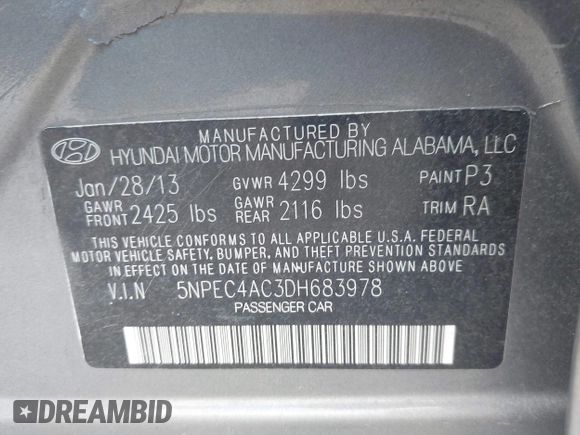 MANUFACTURED BY
HYUNDAI MOTOR MANUFACTURING ALABAMA, LLC
Jan/28/13 GVWR 4299 lbs PAINT P3
GAWR FRONT 2425 lbs GAWR REAR 2116 lbs TRIM RA
THIS VEHICLE CONFORMS TO ALL APPLICABLE U.S.A. FEDERAL
MOTOR VEHICLE SAFETY, BUMPER, AND THEFT PREVENTION STANDARDS
IN EFFECT ON THE DATE OF MANUFACTURE SHOWN ABOVE.
V.I.N 5NPEC4AC3DH683978
PASSENGER CAR
DREAMBID